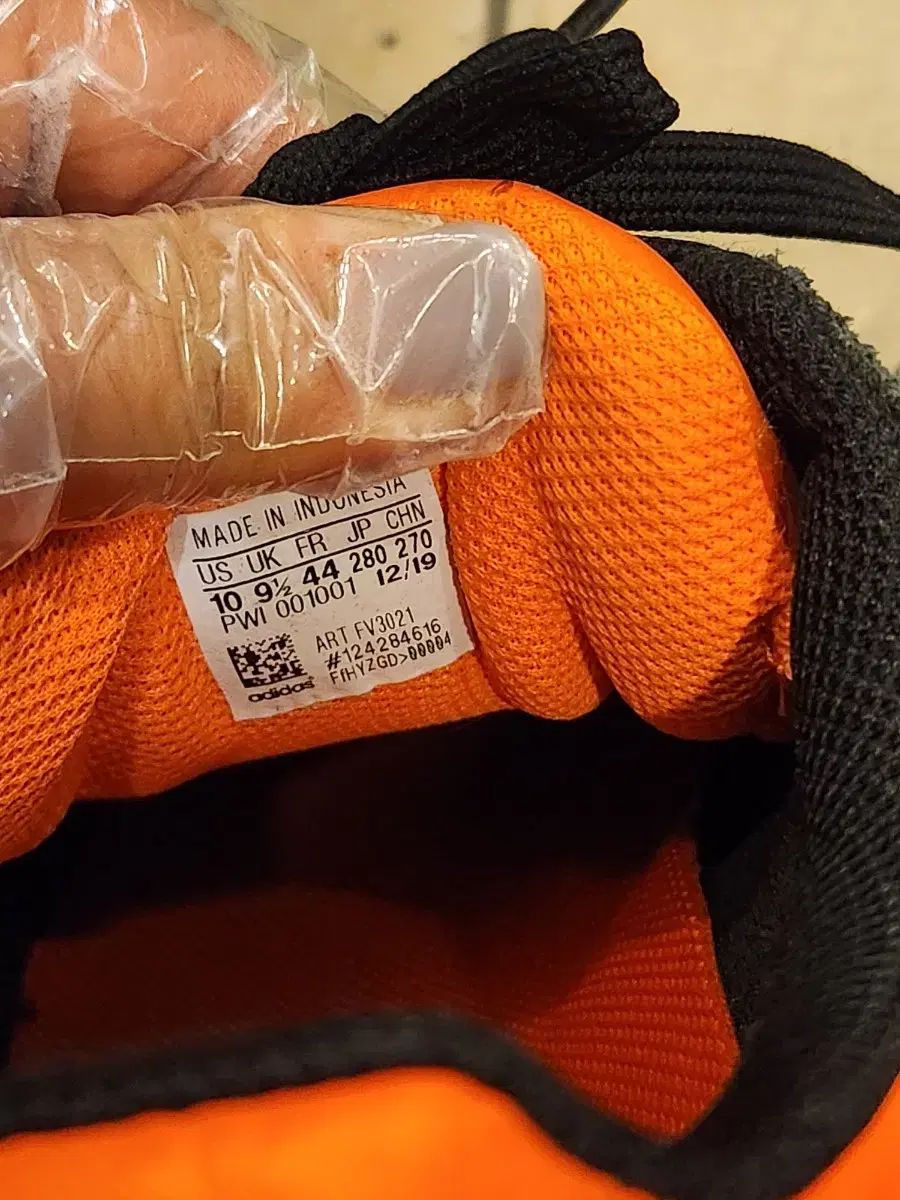 MADE IN INDONESIA
US UK FR JP CHN
10 9½ 44 280 270
PWI 001001 12/19
ART FV3021
#124284616
FfHYZGD>00004
adidas